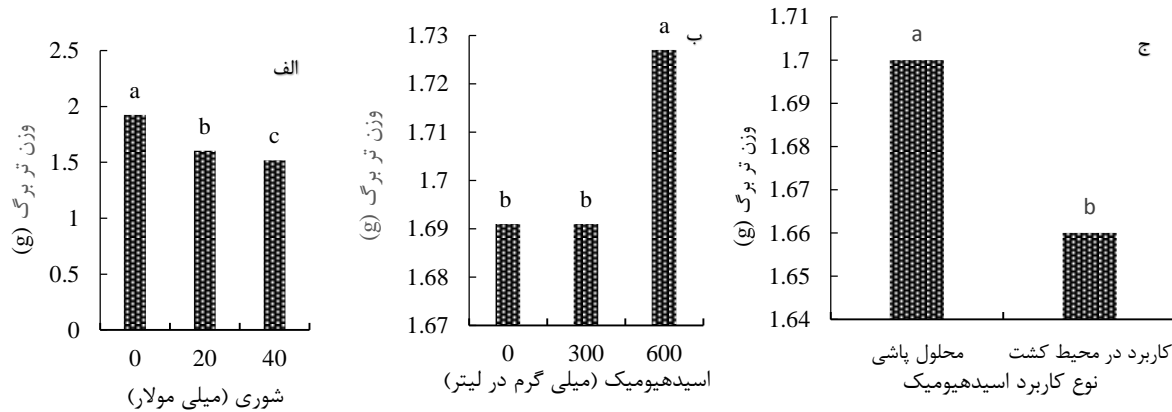 الف
2.5
2
1.5
1
0.5
0
a
b
c
0
20
40
وزن تر برگ (g)
شوری (میلی مولار)
ب
1.73
1.72
1.71
1.7
1.69
1.68
1.67
b
b
a
0
300
600
وزن تر برگ (g)
اسیدهیومیک (میلی گرم در لیتر)
ج
1.71
1.7
1.69
1.68
1.67
1.66
1.65
1.64
a
b
محلول پاشی
کاربرد در محیط کشت
وزن تر برگ (g)
نوع کاربرد اسیدهیومیک